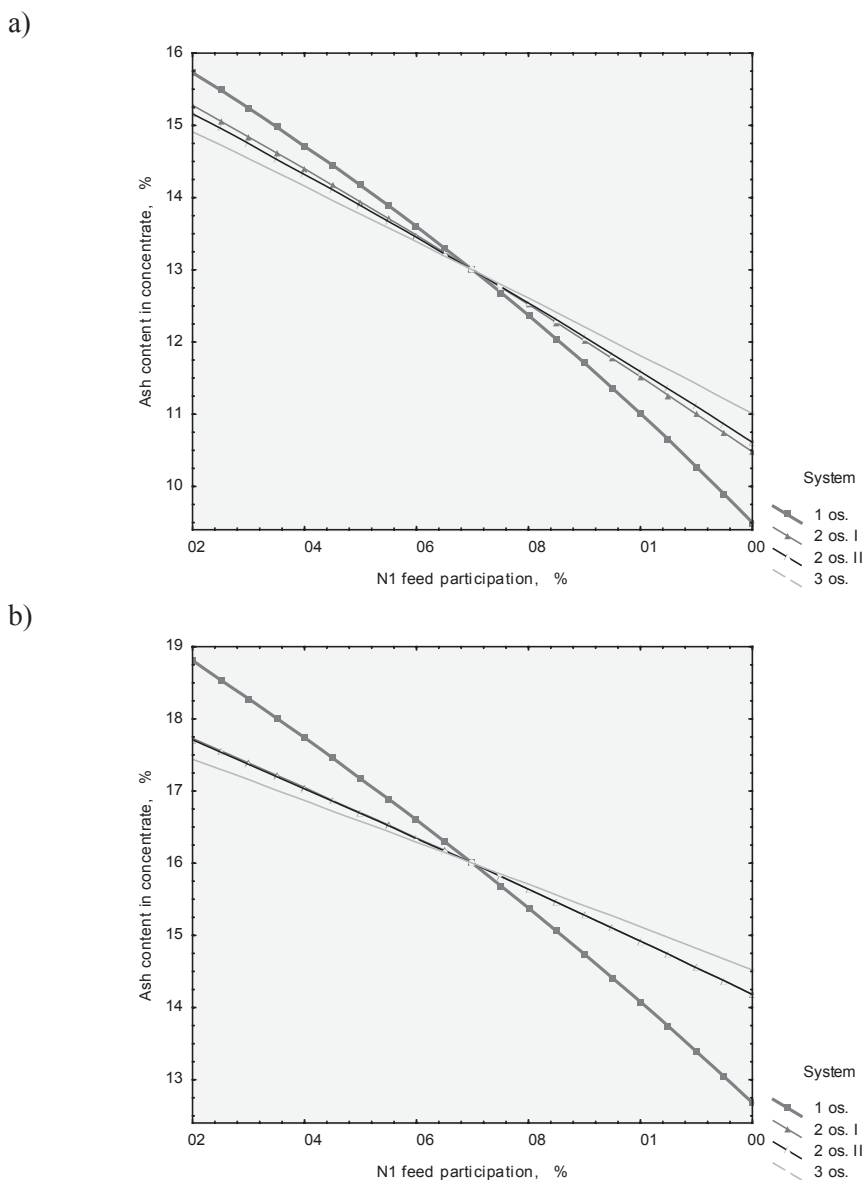 a)
16
15
14
13
12
11
10
Ash content in concentrate, %
02
04
06
08
01
00
N1 feed participation, %
System
1 os.
2 os. I
2 os. II
3 os.
b)
19
18
17
16
15
14
13
Ash content in concentrate, %
02
04
06
08
01
00
N1 feed participation, %
System
1 os.
2 os. I
2 os. II
3 os.